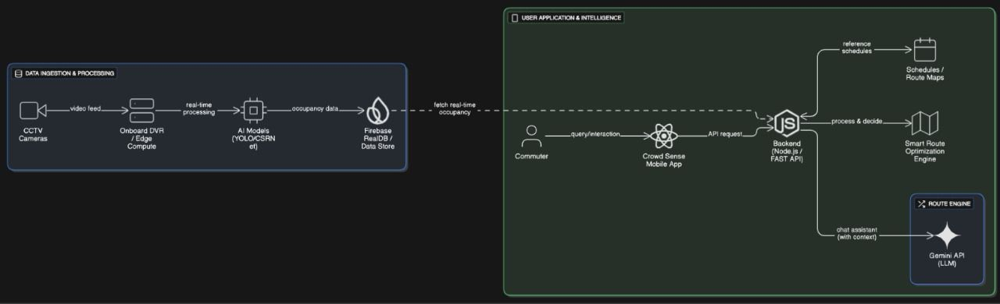 USER APPLICATION & INTELLIGENCE
DATA INGESTION & PROCESSING
video feed
real-time
processing
occupancy data
fetch real-time
occupancy
CCTV
Cameras
Onboard DVR
/ Edge
Compute
AI Models
(YOLO/CSRN
et)
Firebase
RealDB /
Data Store
Commuter
query/interaction
Crowd Sense
Mobile App
API request
JS
Backend
(Node.js /
FAST API)
reference
schedules
Schedules /
Route Maps
process & decide
Smart Route
Optimization
Engine
chat assistant
(with context)
ROUTE ENGINE
Gemini API
(LLM)